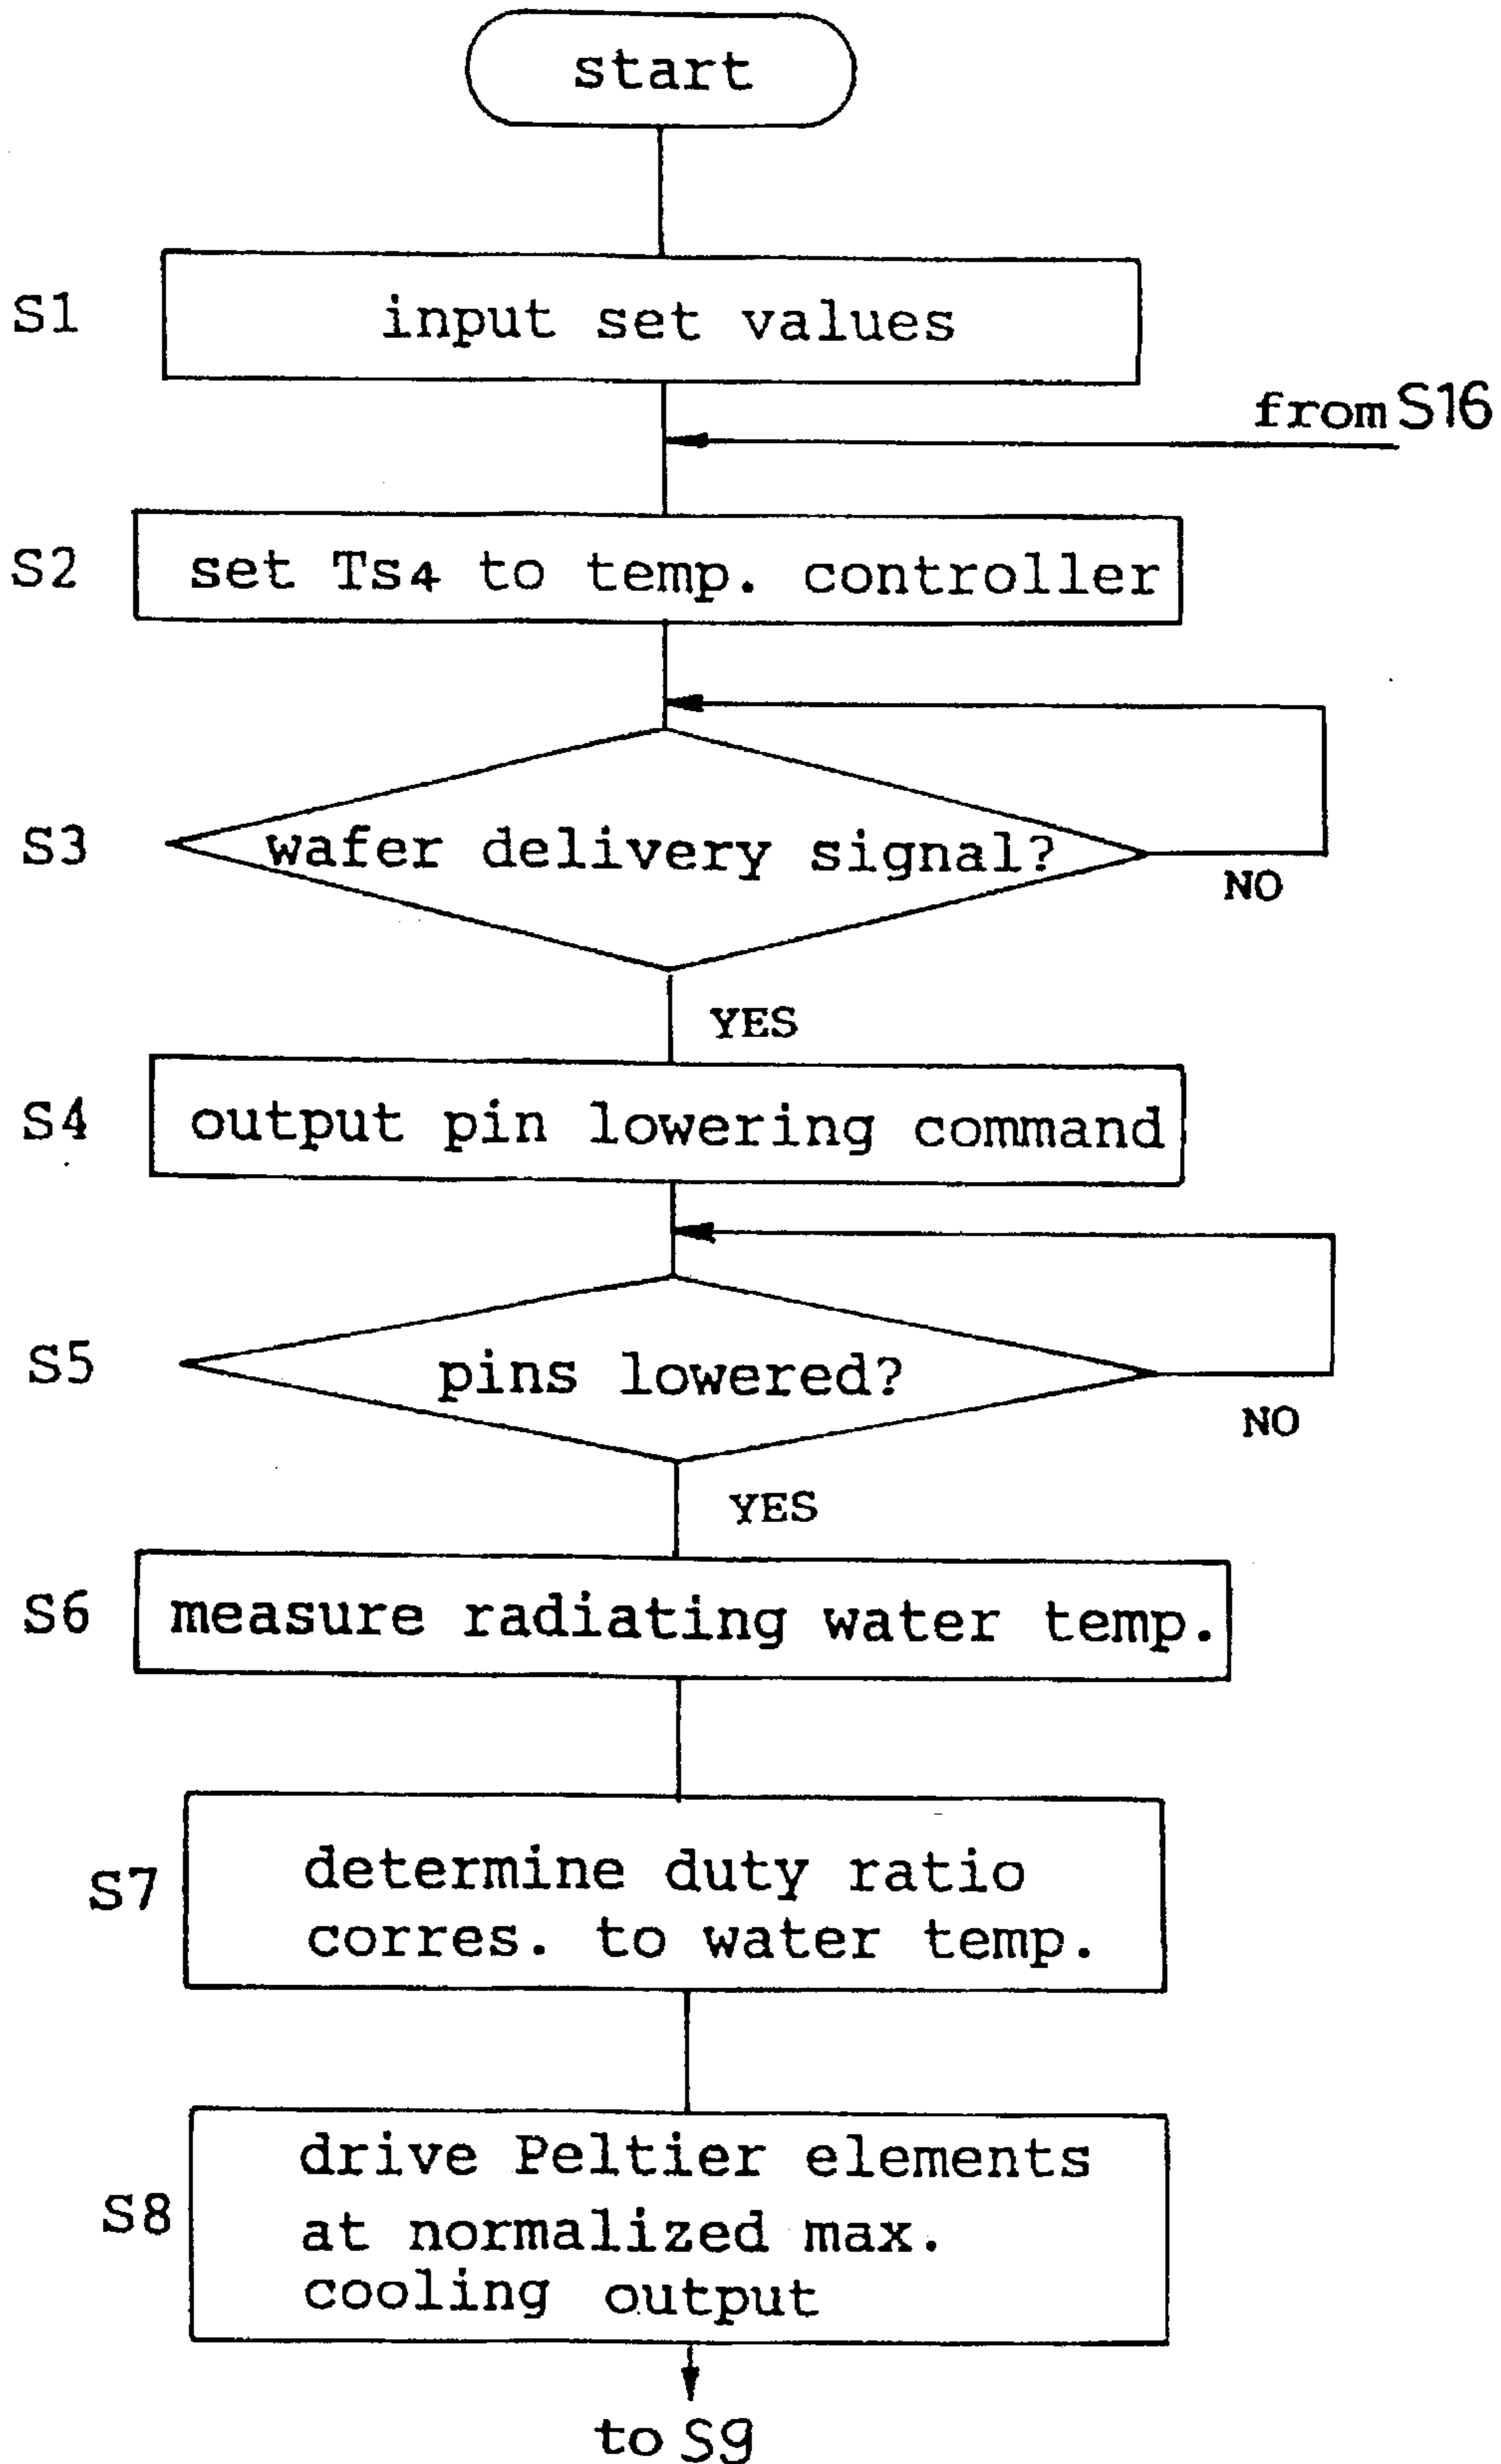 start
S1
input set values
from S16
S2
set Ts4 to temp. controller
S3
wafer delivery signal?
NO
YES
S4
output pin lowering command
S5
pins lowered?
NO
YES
S6
measure radiating water temp.
S7
determine duty ratio
corres. to water temp.
S8
drive Peltier elements
at normalized max.
cooling output
to S9